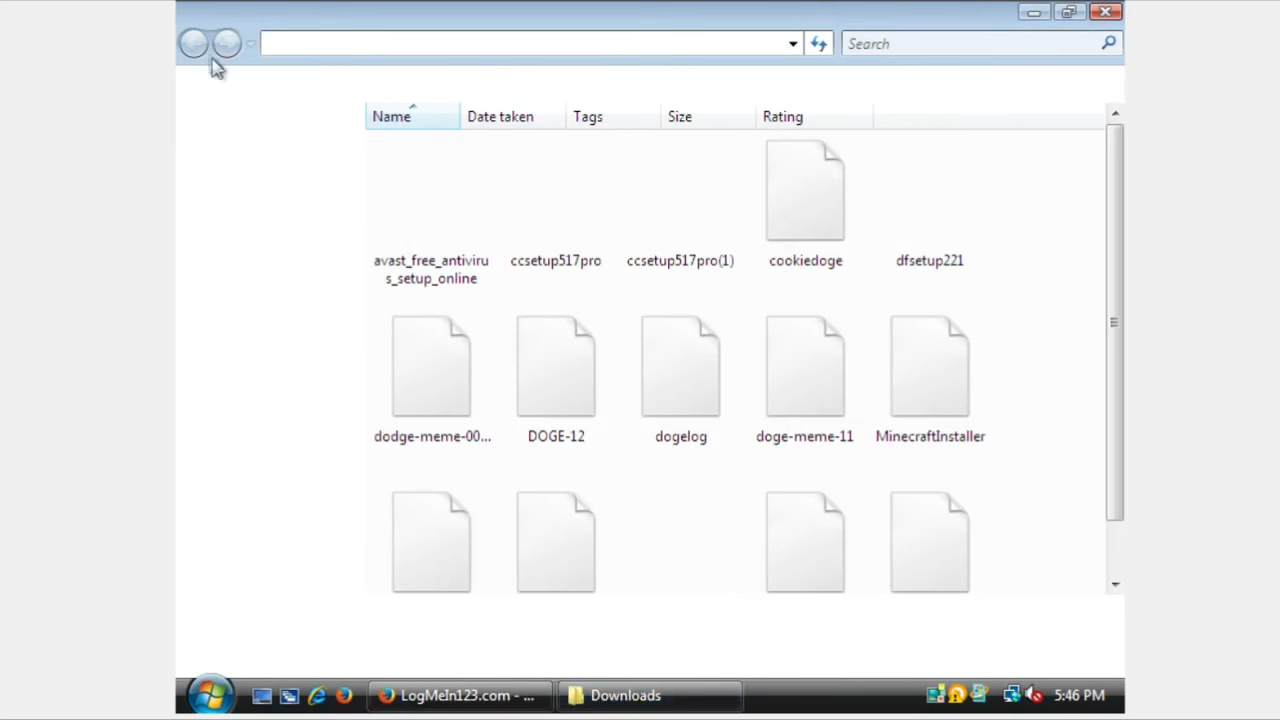 Search
Name Date taken Tags Size Rating
avast_free_antiviru
s_setup_online
ccsetup517pro
ccsetup517pro(1)
cookiedoge
dfsetup221
dodge-meme-00...
DOGE-12
dogelog
doge-meme-11
MinecraftInstaller
LogMeIn123.com - ...
Downloads
5:46 PM